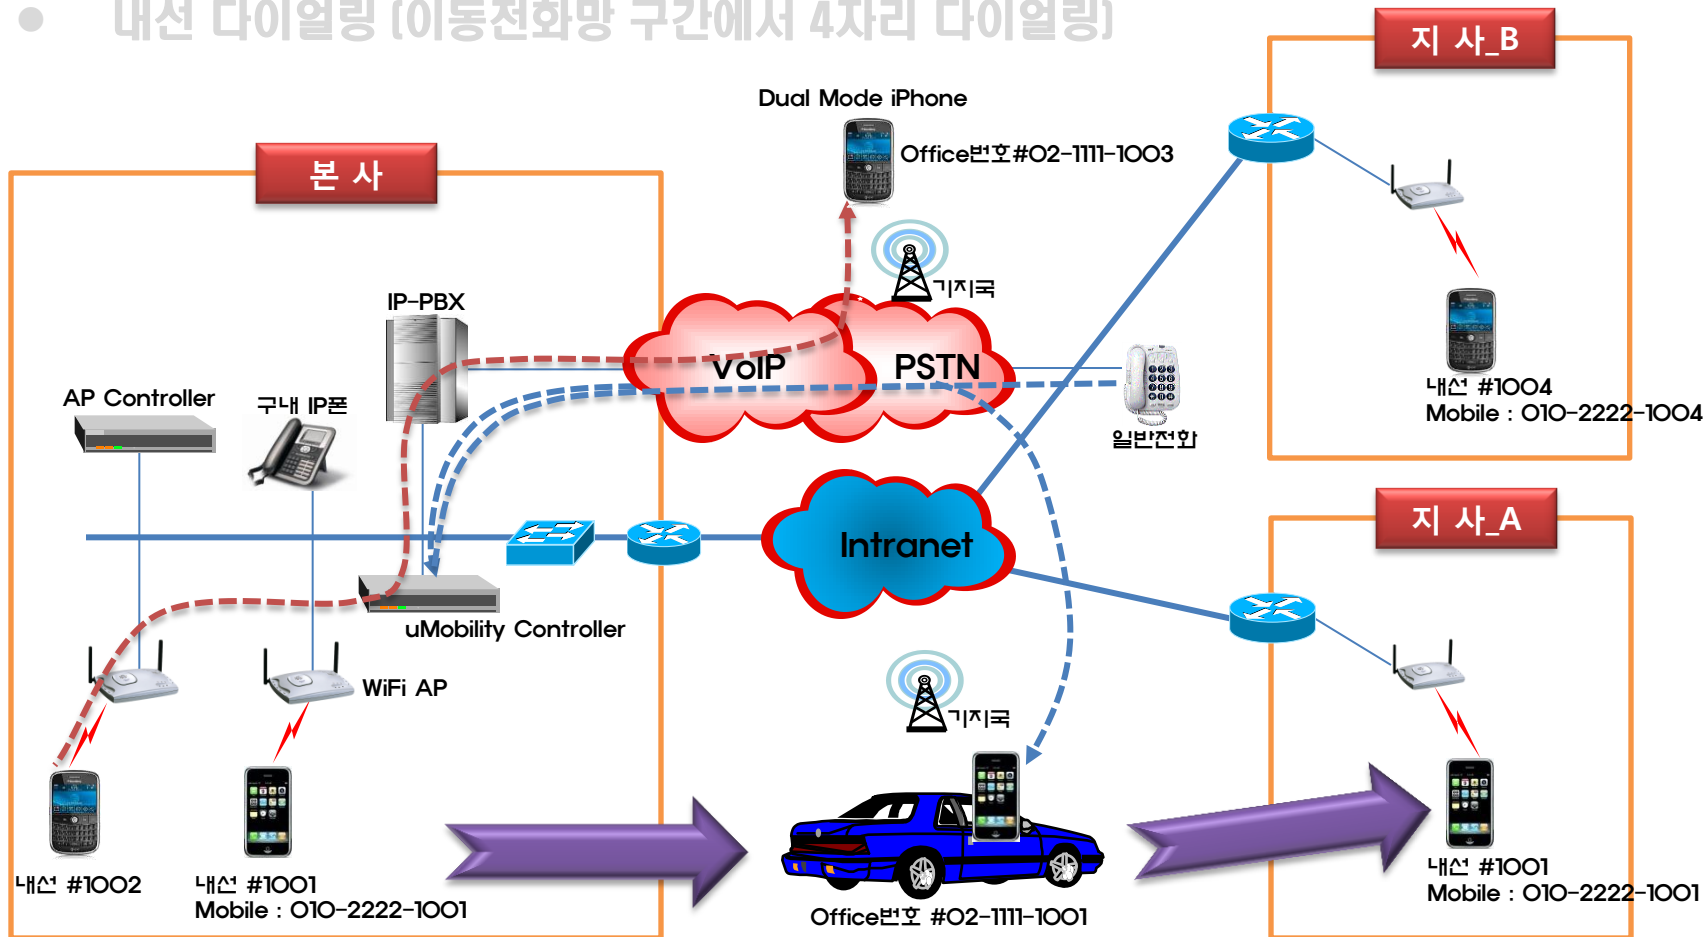 ● 내선 다이얼링 (이동전화망 구간에서 4자리 다이얼링)
지 사_B
Dual Mode iPhone
Office번호#02-1111-1003
본 사
기지국
IP-PBX
VoIP
PSTN
AP Controller
구내 IP폰
일반전화
내선 #1004
Mobile : 010-2222-1004
지 사_A
Intranet
uMobility Controller
WiFi AP
기지국
내선 #1002
내선 #1001
Mobile : 010-2222-1001
Office번호 #02-1111-1001
내선 #1001
Mobile : 010-2222-1001